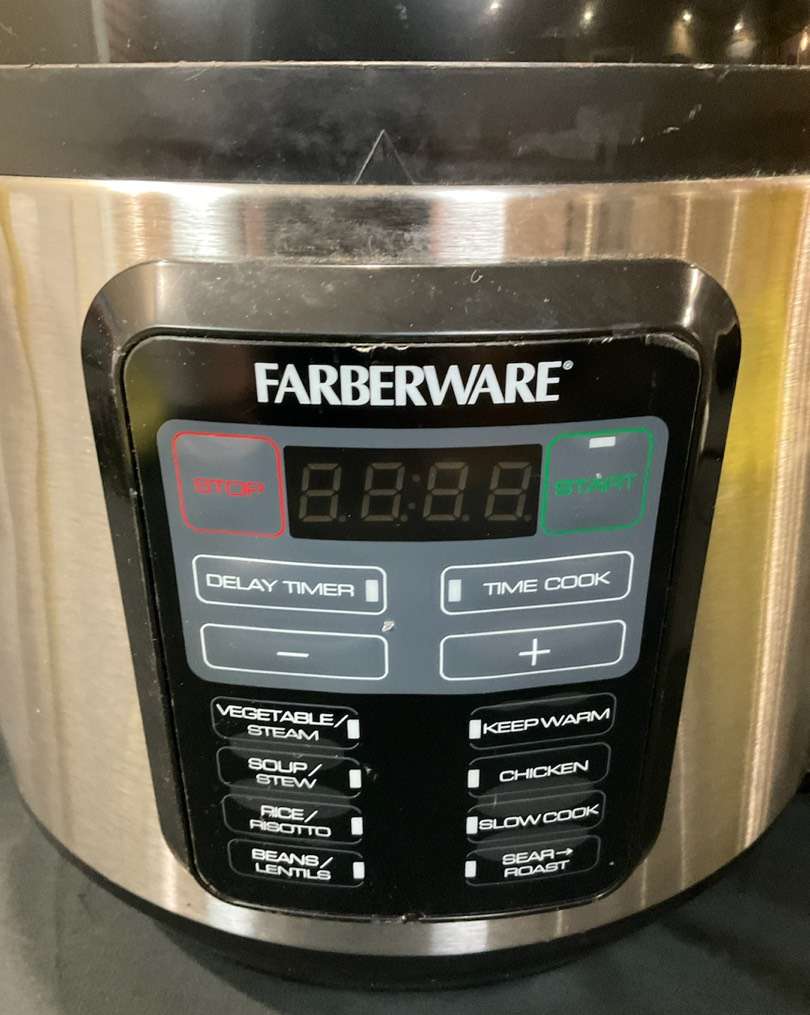 FARBERWARE®
STOP
START
DELAY TIMER
TIME COOK
−
+
VEGETABLE/
STEAM
KEEP WARM
SOUP/
STEW
CHICKEN
RICE/
RISOTTO
SLOW COOK
BEANS/
LENTILS
SEAR→
ROAST